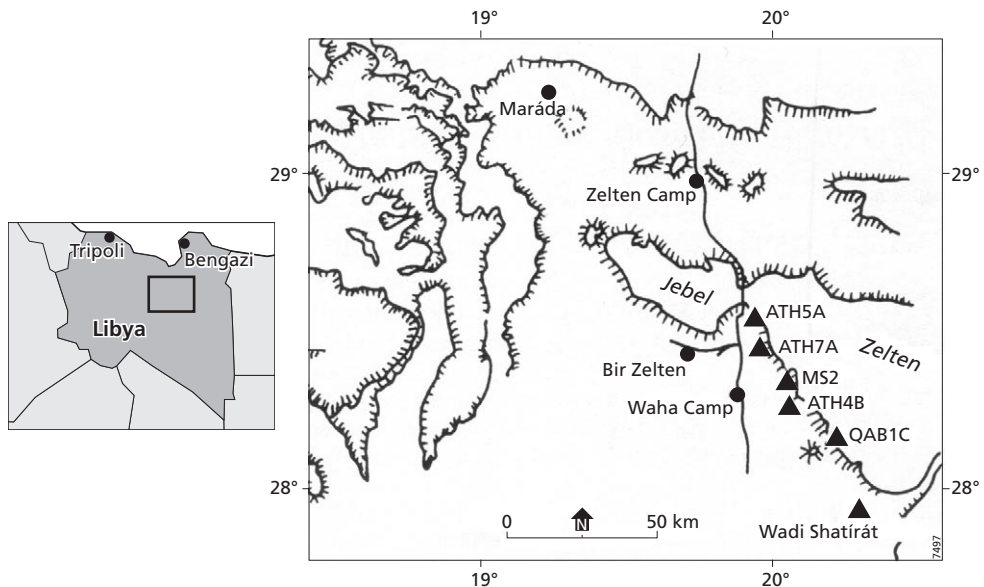 19°
20°
Maráda
29°
29°
Zelten Camp
Tripoli
Bengazi
Libya
Jebel
ATH5A
Zelten
ATH7A
Bir Zelten
MS2
Waha Camp
ATH4B
QAB1C
28°
28°
0
N
50 km
Wadi Shatírát
7497
19°
20°